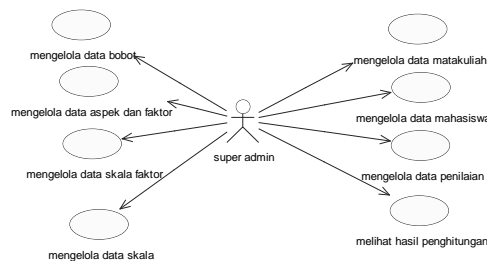 mengelola data bobot
mengelola data matakuliah
mengelola data aspek dan faktor
mengelola data mahasiswa
super admin
mengelola data skala faktor
mengelola data penilaian
mengelola data skala
melihat hasil penghitungan